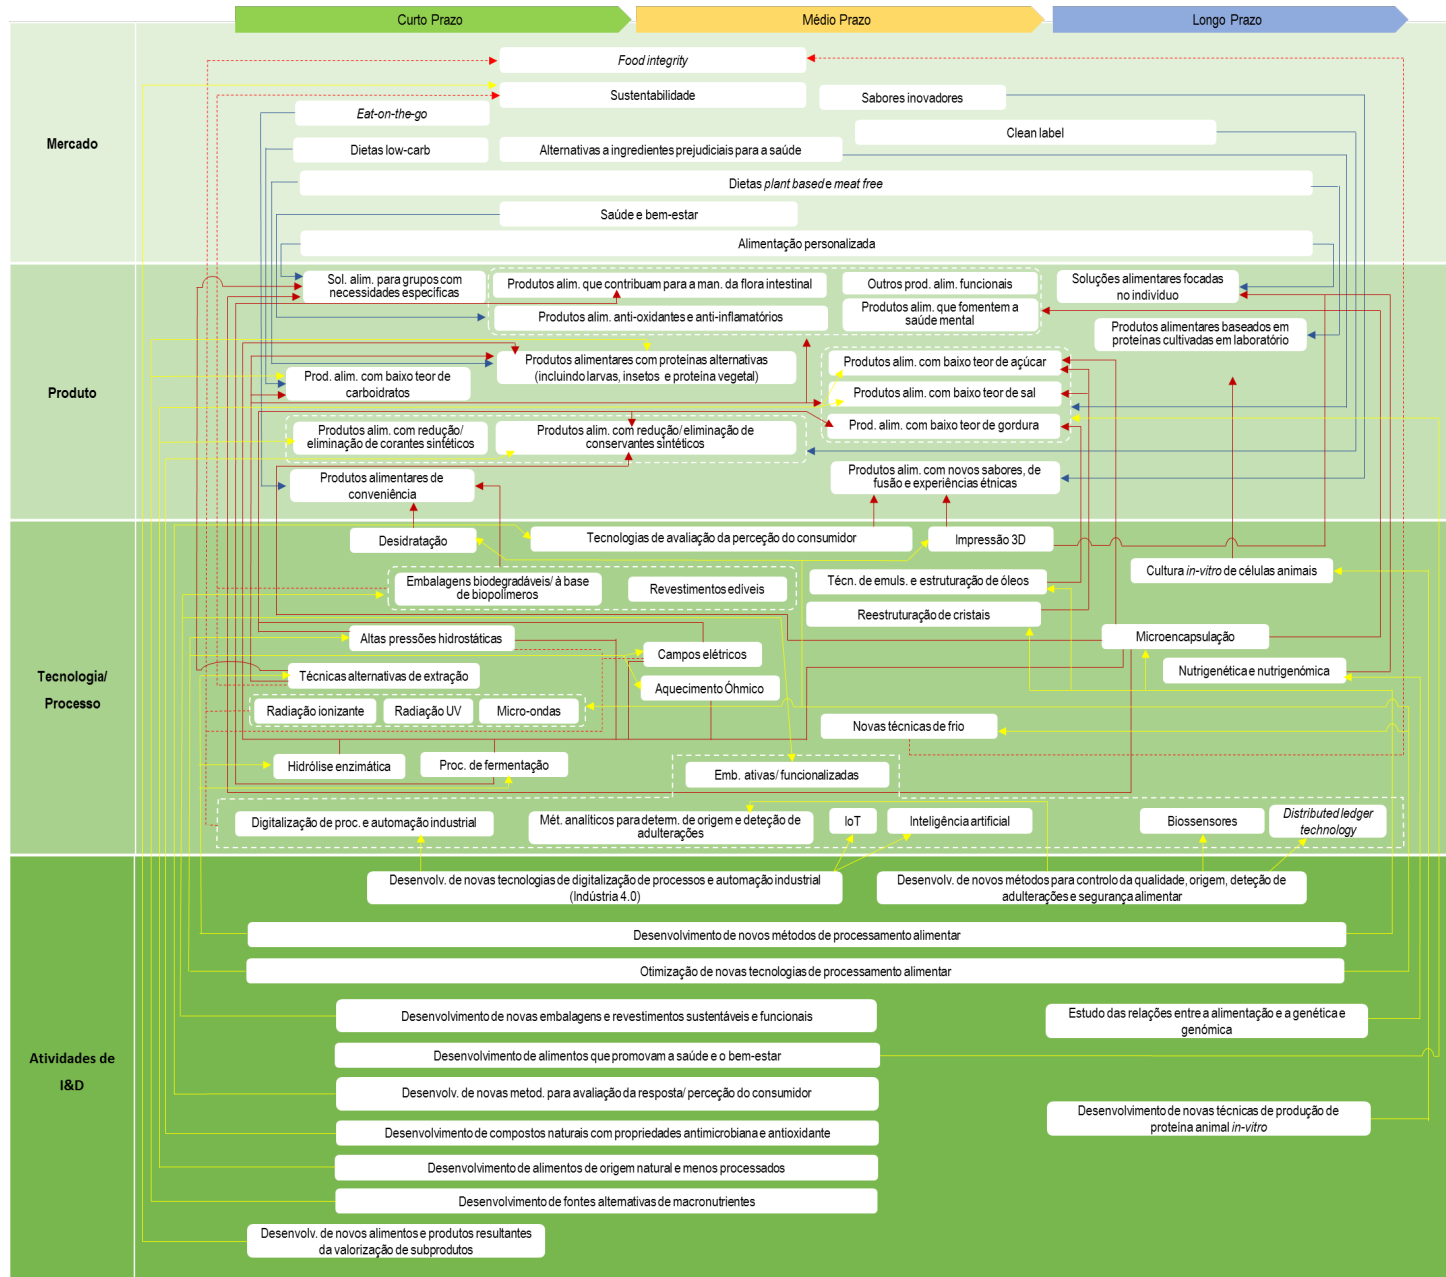 Curto Prazo
Médio Prazo
Longo Prazo
Mercado
Food integrity
Sustentabilidade
Sabores inovadores
Eat-on-the-go
Clean label
Dietas low-carb
Alternativas a ingredientes prejudiciais para a saúde
Dietas plant based e meat free
Saúde e bem-estar
Alimentação personalizada
Produto
Sol. alim. para grupos com
necessidades específicas
Produtos alim. que contribuam para a man. da flora intestinal
Outros prod. alim. funcionais
Soluções alimentares focadas
no individuo
Produtos alim. anti-oxidantes e anti-inflamatórios
Produtos alim. que fomentem a
saúde mental
Produtos alimentares baseados em
proteínas cultivadas em laboratório
Produtos alimentares com proteínas alternativas
(incluindo larvas, insetos e proteína vegetal)
Produtos alim. com baixo teor de açúcar
Prod. alim. com baixo teor de
carboidratos
Produtos alim. com baixo teor de sal
Produtos alim. com redução/
eliminação de corantes sintéticos
Produtos alim. com redução/ eliminação de
conservantes sintéticos
Prod. alim. com baixo teor de gordura
Produtos alimentares de
conveniência
Produtos alim. com novos sabores, de
fusão e experiências étnicas
Tecnologia/
Processo
Desidratação
Tecnologias de avaliação da perceção do consumidor
Impressão 3D
Embalagens biodegradáveis/ à base
de biopolímeros
Revestimentos edíveis
Técn. de emuls. e estruturação de óleos
Cultura in-vitro de células animais
Reestruturação de cristais
Altas pressões hidrostáticas
Microencapsulação
Campos elétricos
Técnicas alternativas de extração
Nutrigenética e nutrigenómica
Aquecimento Óhmico
Radiação ionizante
Radiação UV
Micro-ondas
Novas técnicas de frio
Hidrólise enzimática
Proc. de fermentação
Emb. ativas/ funcionalizadas
Digitalização de proc. e automação industrial
Mét. analíticos para determ. de origem e deteção de
adulterações
IoT
Inteligência artificial
Biossensores
Distributed ledger
technology
Atividades de
I&D
Desenvolv. de novas tecnologias de digitalização de processos e automação industrial
(Indústria 4.0)
Desenvolv. de novos métodos para controlo da qualidade, origem, deteção de
adulterações e segurança alimentar
Desenvolvimento de novos métodos de processamento alimentar
Otimização de novas tecnologias de processamento alimentar
Desenvolvimento de novas embalagens e revestimentos sustentáveis e funcionais
Estudo das relações entre a alimentação e a genética e
genómica
Desenvolvimento de alimentos que promovam a saúde e o bem-estar
Desenvolv. de novas metod. para avaliação da resposta/ perceção do consumidor
Desenvolvimento de novas técnicas de produção de
proteína animal in-vitro
Desenvolvimento de compostos naturais com propriedades antimicrobiana e antioxidante
Desenvolvimento de alimentos de origem natural e menos processados
Desenvolvimento de fontes alternativas de macronutrientes
Desenvolv. de novos alimentos e produtos resultantes
da valorização de subprodutos